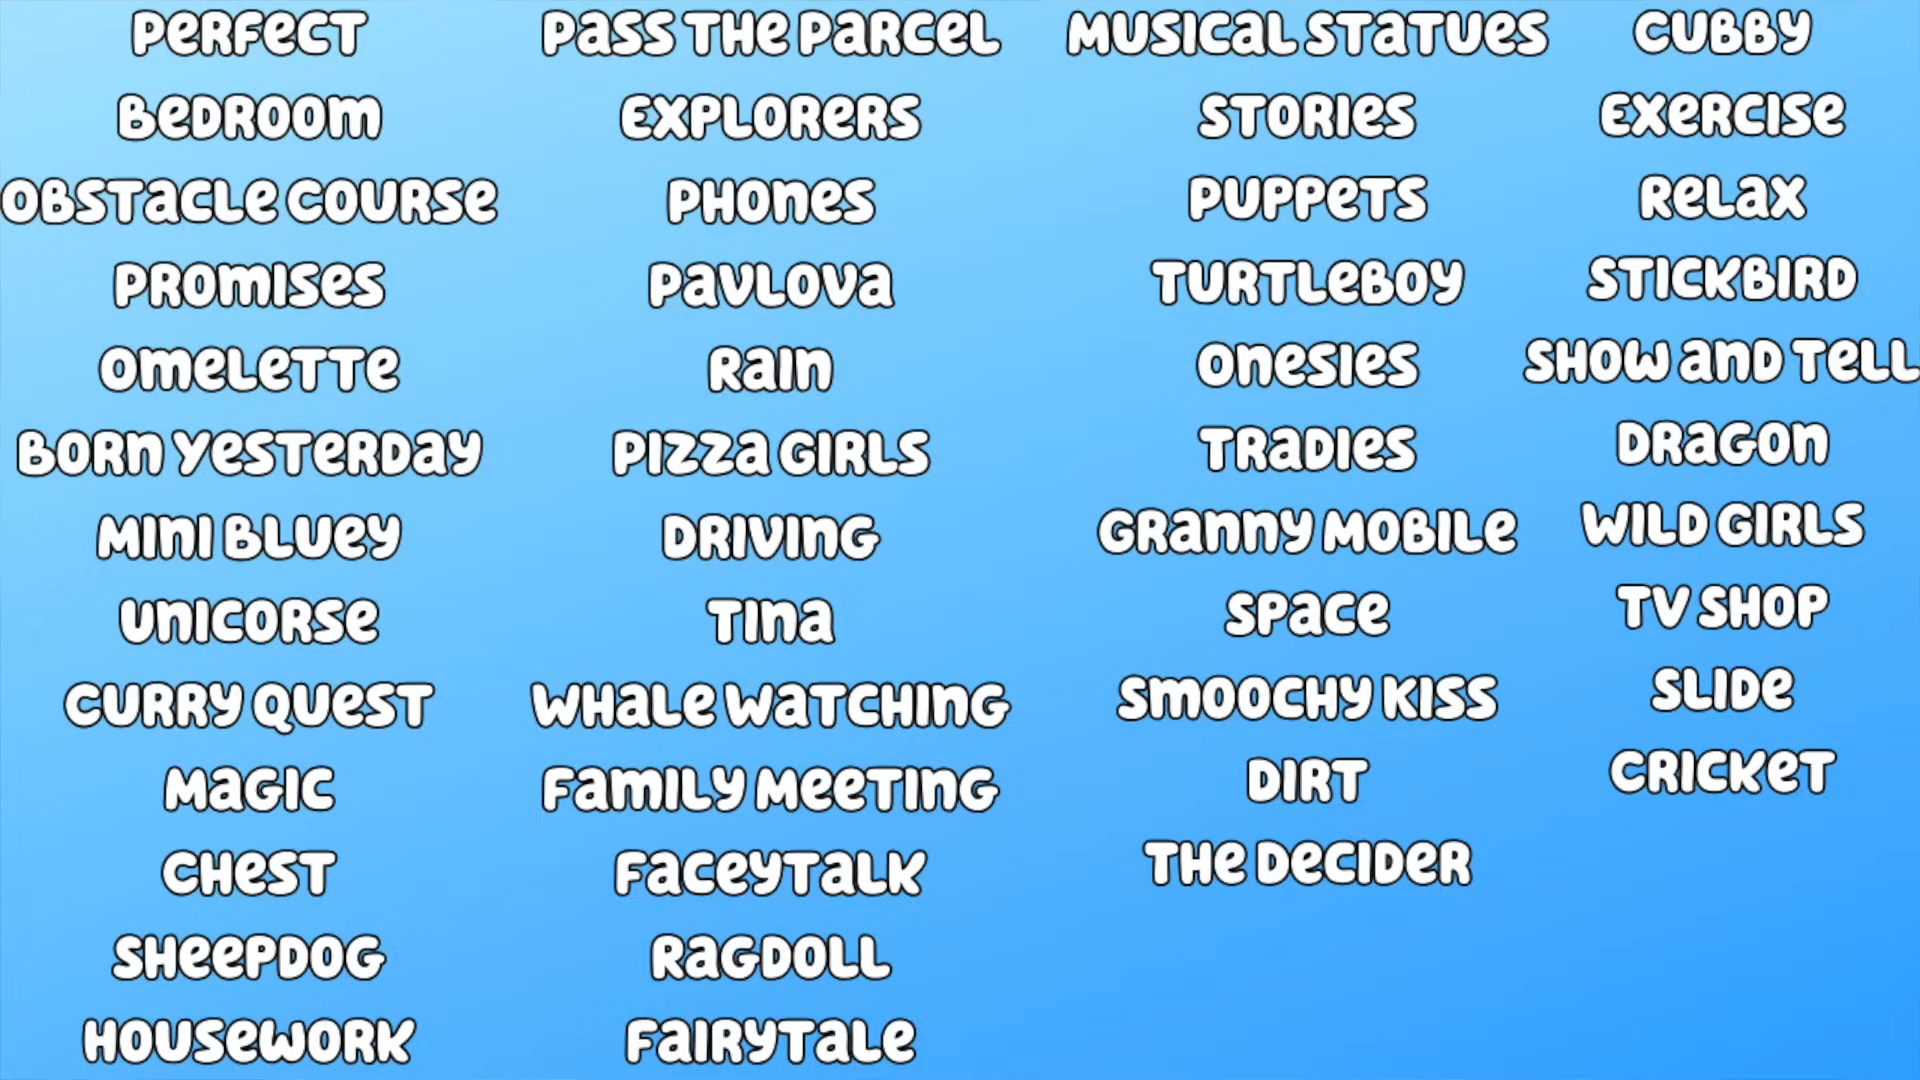 PERFECT
BEDROOM
OBSTACLE COURSE
PROMISES
OMELETTE
BORN YESTERDAY
MINI BLUEY
UNICORSE
CURRY QUEST
MAGIC
CHEST
SHEEPDOG
HOUSEWORK
PASS THE PARCEL
EXPLORERS
PHONES
PAVLOVA
RAIN
PIZZA GIRLS
DRIVING
TINA
WHALE WATCHING
FAMILY MEETING
FACEYTALK
RAGDOLL
FAIRYTALE
MUSICAL STATUES
STORIES
PUPPETS
TURTLEBOY
ONESIES
TRADIES
GRANNY MOBILE
SPACE
SMOOCHY KISS
DIRT
THE DECIDER
CUBBY
EXERCISE
RELAX
STICKBIRD
SHOW AND TELL
DRAGON
WILD GIRLS
TV SHOP
SLIDE
CRICKET